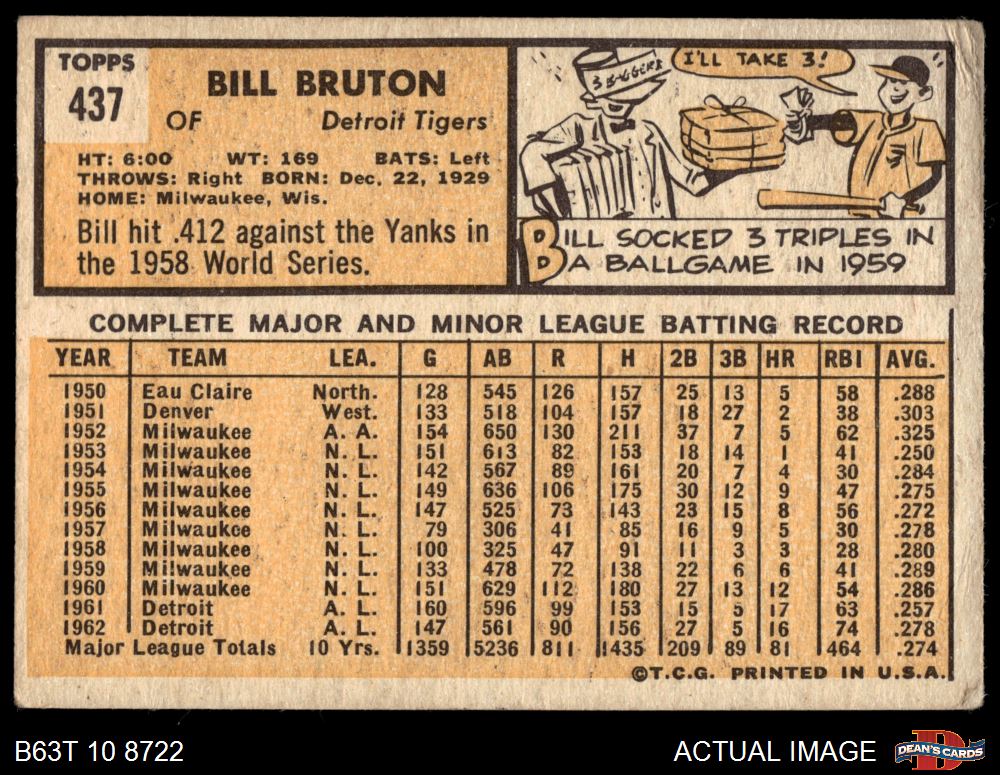 TOPPS
437
BILL BRUTON
OF Detroit Tigers
HT: 6:00 WT: 169 BATS: Left
THROWS: Right BORN: Dec. 22, 1929
HOME: Milwaukee, Wis.
Bill hit .412 against the Yanks in
the 1958 World Series.
3 BAGGERS
I'LL TAKE 3!
BILL SOCKED 3 TRIPLES IN
A BALLGAME IN 1959
COMPLETE MAJOR AND MINOR LEAGUE BATTING RECORD
YEAR TEAM LEA. G AB R H 2B 3B HR RBI AVG.
1950 Eau Claire North. 128 545 126 157 25 13 5 58 .288
1951 Denver West. 133 518 104 157 18 27 2 38 .303
1952 Milwaukee A. A. 154 650 130 211 37 7 5 62 .325
1953 Milwaukee N. L. 151 613 82 153 18 14 1 41 .250
1954 Milwaukee N. L. 142 567 89 161 20 7 4 30 .284
1955 Milwaukee N. L. 149 636 106 175 30 12 9 47 .275
1956 Milwaukee N. L. 147 525 73 143 23 15 8 56 .272
1957 Milwaukee N. L. 79 306 41 85 16 9 5 30 .278
1958 Milwaukee N. L. 100 325 47 91 11 3 3 28 .280
1959 Milwaukee N. L. 133 478 72 138 22 6 6 41 .289
1960 Milwaukee N. L. 151 629 112 180 27 13 12 54 .286
1961 Detroit A. L. 160 596 99 153 15 5 17 63 .257
1962 Detroit A. L. 147 561 90 156 27 5 16 74 .278
Major League Totals 10 Yrs. 1359 5236 811 1435 209 89 81 464 .274
©T.C.G. PRINTED IN U.S.A.
B63T 10 8722
ACTUAL IMAGE
DEAN'S CARDS